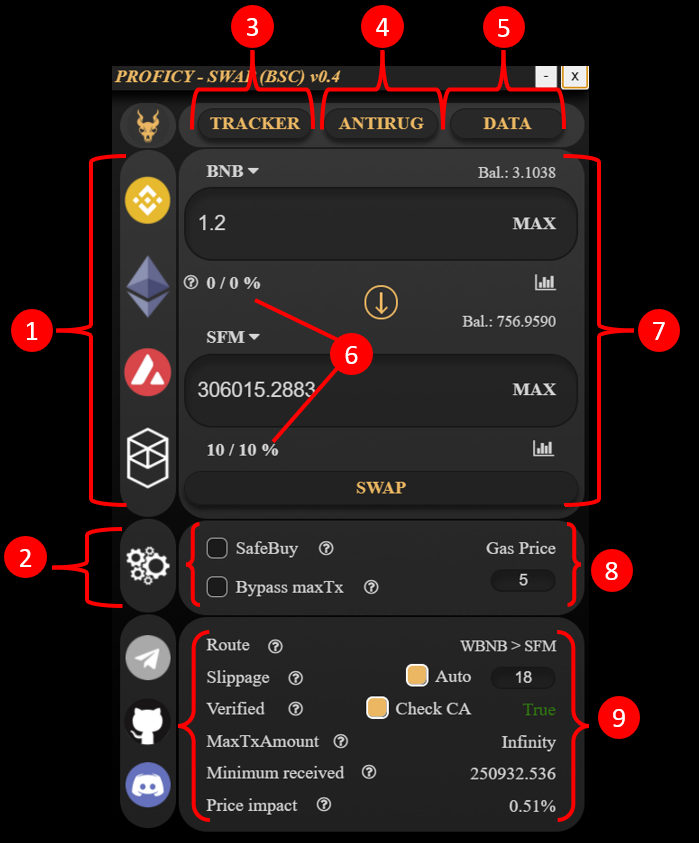 3
4
5
PROFICY - SWAP (BSC) v0.4
-
X
TRACKER
ANTIRUG
DATA
BNB
Bal.: 3.1038
1.2
MAX
0 / 0 %
Bal.: 756.9590
1
SFM
6
7
306015.2883
MAX
10 / 10 %
SWAP
2
SafeBuy
Gas Price
8
Bypass maxTx
5
Route
WBNB > SFM
Slippage
Auto
18
Verified
Check CA
True
9
MaxTxAmount
Infinity
Minimum received
250932.536
Price impact
0.51%